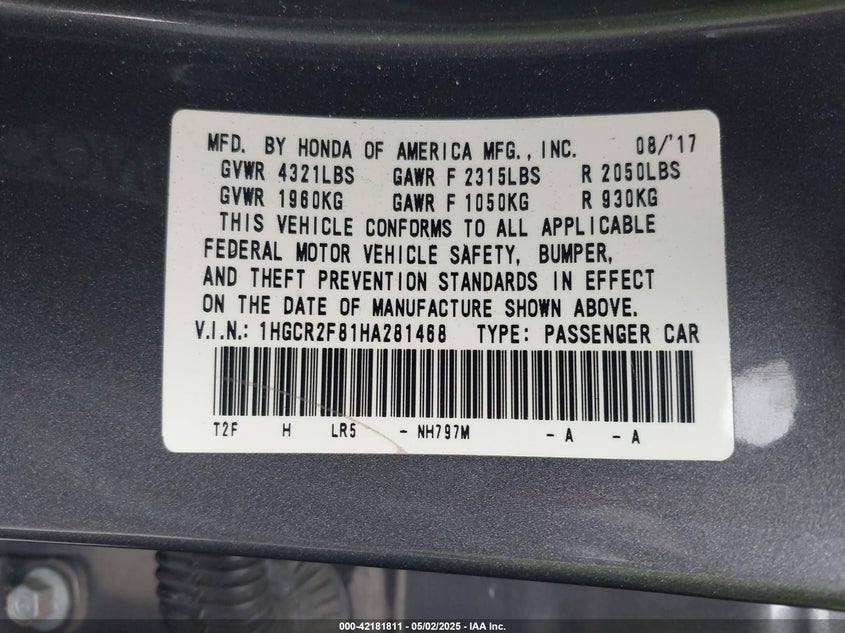 MFD. BY HONDA OF AMERICA MFG., INC. 08/'17
GVWR 4321LBS GAWR F 2315LBS R 2050LBS
GVWR 1960KG GAWR F 1050KG R 930KG
THIS VEHICLE CONFORMS TO ALL APPLICABLE
FEDERAL MOTOR VEHICLE SAFETY, BUMPER,
AND THEFT PREVENTION STANDARDS IN EFFECT
ON THE DATE OF MANUFACTURE SHOWN ABOVE.
V.I.N.: 1HGCR2F81HA281468 TYPE: PASSENGER CAR
T2F H LR5 - NH797M - A - A
000-42181811 — 05/02/2025 — IAA Inc.